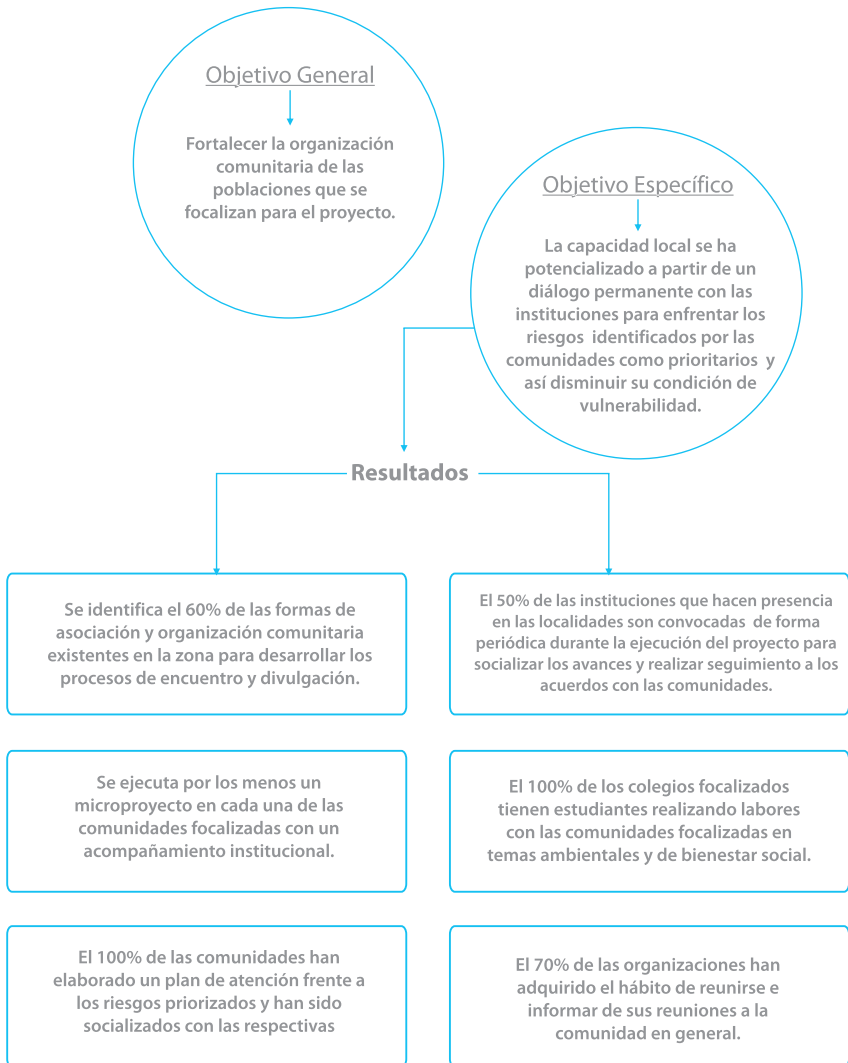 Objetivo General
Fortalecer la organización
comunitaria de las
poblaciones que se
focalizan para el proyecto.
Objetivo Específico
La capacidad local se ha
potencializado a partir de un
diálogo permanente con las
instituciones para enfrentar los
riesgos identificados por las
comunidades como prioritarios y
así disminuir su condición de
vulnerabilidad.
Resultados
Se identifica el 60% de las formas de
asociación y organización comunitaria
existentes en la zona para desarrollar los
procesos de encuentro y divulgación.
El 50% de las instituciones que hacen presencia
en las localidades son convocadas de forma
periódica durante la ejecución del proyecto para
socializar los avances y realizar seguimiento a los
acuerdos con las comunidades.
Se ejecuta por los menos un
microproyecto en cada una de las
comunidades focalizadas con un
acompañamiento institucional.
El 100% de los colegios focalizados
tienen estudiantes realizando labores
con las comunidades focalizadas en
temas ambientales y de bienestar social.
El 100% de las comunidades han
elaborado un plan de atención frente a
los riesgos priorizados y han sido
socializados con las respectivas
El 70% de las organizaciones han
adquirido el hábito de reunirse e
informar de sus reuniones a la
comunidad en general.